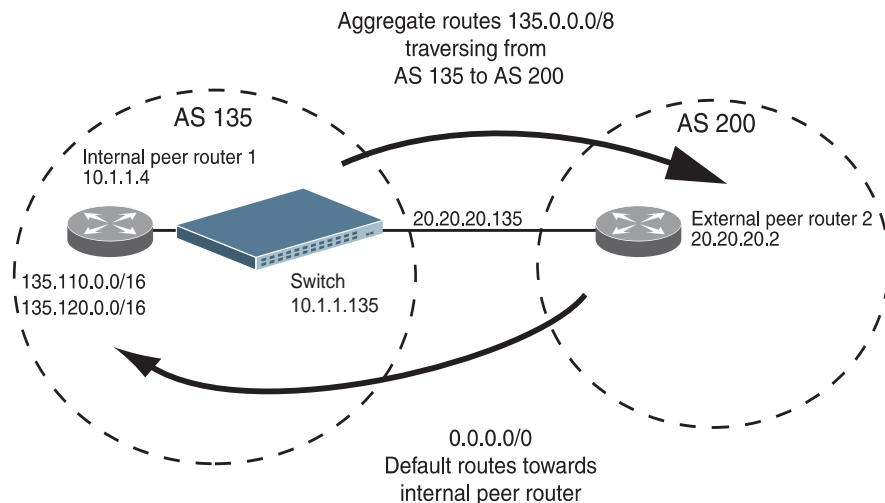 Aggregate routes 135.0.0.0/8
traversing from
AS 135 to AS 200
AS 135
AS 200
Internal peer router 1
10.1.1.4
20.20.20.135
External peer router 2
20.20.20.2
135.110.0.0/16
135.120.0.0/16
Switch
10.1.1.135
0.0.0.0/0
Default routes towards
internal peer router